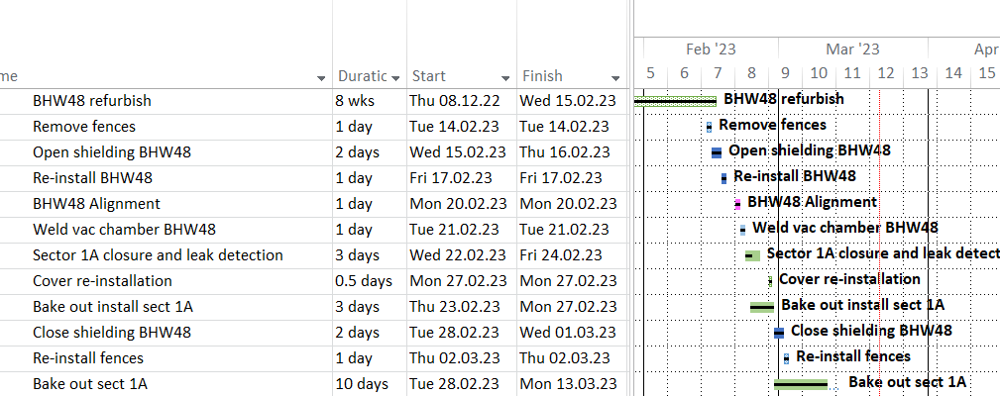 Feb '23 Mar '23 Apr
me Duratic Start Finish 5 6 7 8 9 10 11 12 13 14 15
BHW48 refurbish 8 wks Thu 08.12.22 Wed 15.02.23 BHW48 refurbish
Remove fences 1 day Tue 14.02.23 Tue 14.02.23 Remove fences
Open shielding BHW48 2 days Wed 15.02.23 Thu 16.02.23 Open shielding BHW48
Re-install BHW48 1 day Fri 17.02.23 Fri 17.02.23 Re-install BHW48
BHW48 Alignment 1 day Mon 20.02.23 Mon 20.02.23 BHW48 Alignment
Weld vac chamber BHW48 1 day Tue 21.02.23 Tue 21.02.23 Weld vac chamber BHW48
Sector 1A closure and leak detection 3 days Wed 22.02.23 Fri 24.02.23 Sector 1A closure and leak detect
Cover re-installation 0.5 days Mon 27.02.23 Mon 27.02.23 Cover re-installation
Bake out install sect 1A 3 days Thu 23.02.23 Mon 27.02.23 Bake out install sect 1A
Close shielding BHW48 2 days Tue 28.02.23 Wed 01.03.23 Close shielding BHW48
Re-install fences 1 day Thu 02.03.23 Thu 02.03.23 Re-install fences
Bake out sect 1A 10 days Tue 28.02.23 Mon 13.03.23 Bake out sect 1A